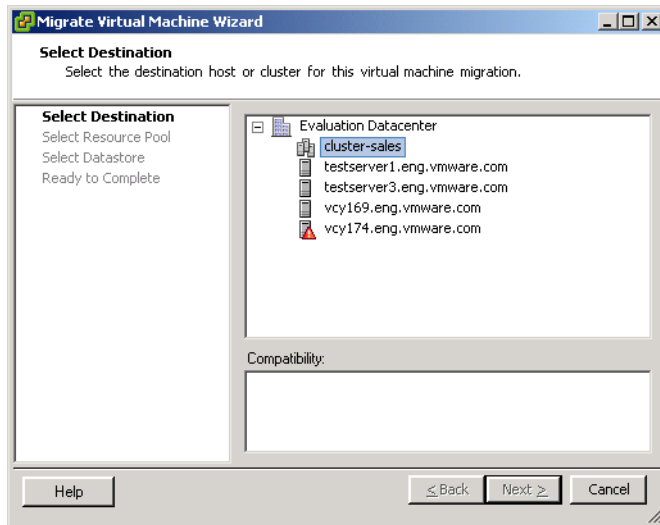 Migrate Virtual Machine Wizard
Select Destination
Select the destination host or cluster for this virtual machine migration.
Select Destination
Select Resource Pool
Select Datastore
Ready to Complete
Evaluation Datacenter
cluster-sales
testserver1.eng.vmware.com
testserver3.eng.vmware.com
vcy169.eng.vmware.com
vcy174.eng.vmware.com
Compatibility:
Help
< Back
Next >
Cancel